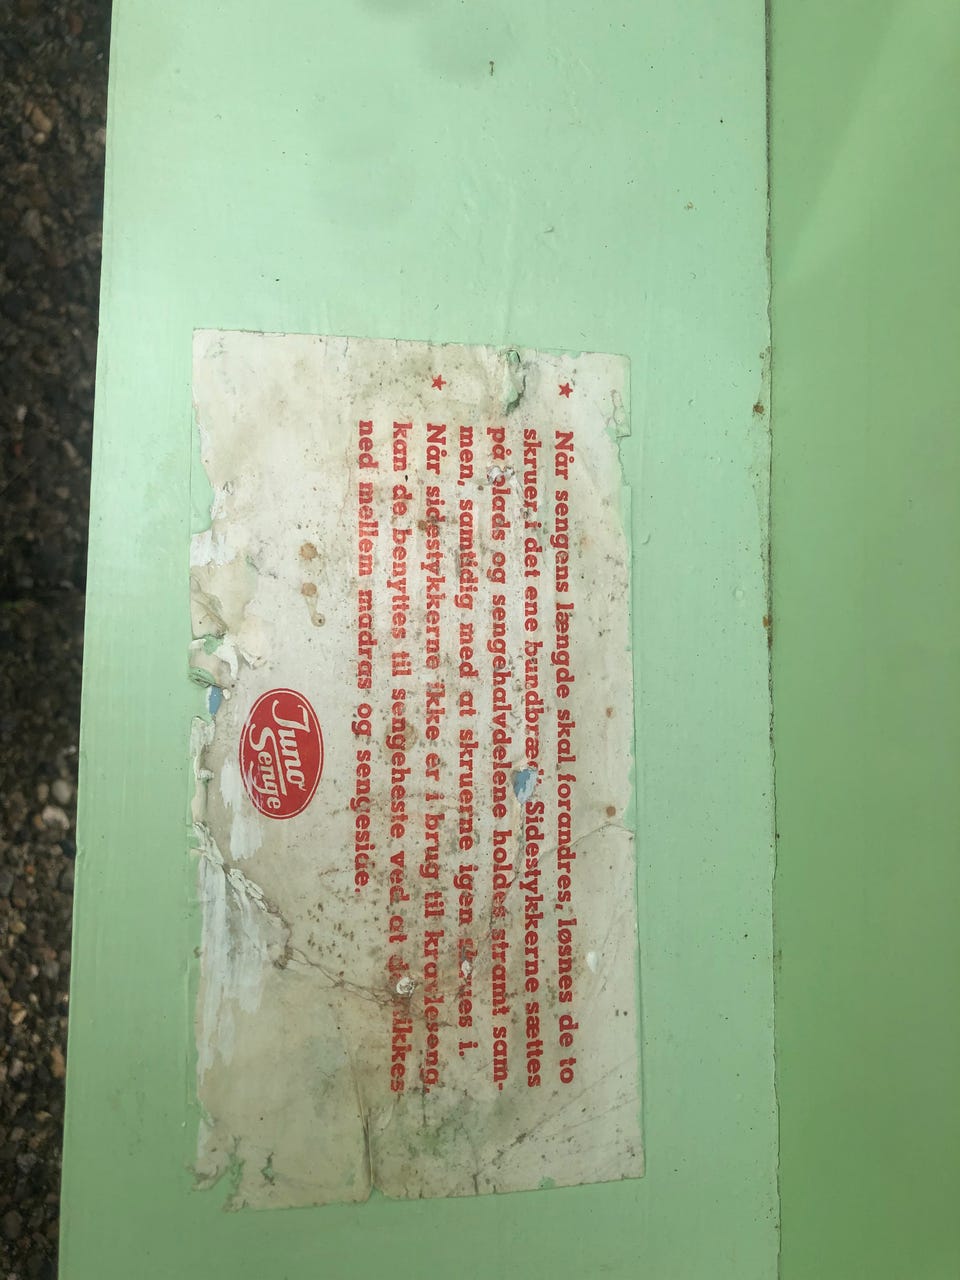 ★ Når sengens længde skal forandres, løsnes de to
skruer i det ene bundbræt. Sidestykkerne sættes
på plads og sengehalvdelene holdes stramt sam-
men, samtidig med at skruerne igen skrues i.
★ Når sidestykkerne ikke er i brug til kravleseng,
kan de benyttes til sengeheste ved at de stikkes
ned mellem madras og sengeside.
Juno
Senge